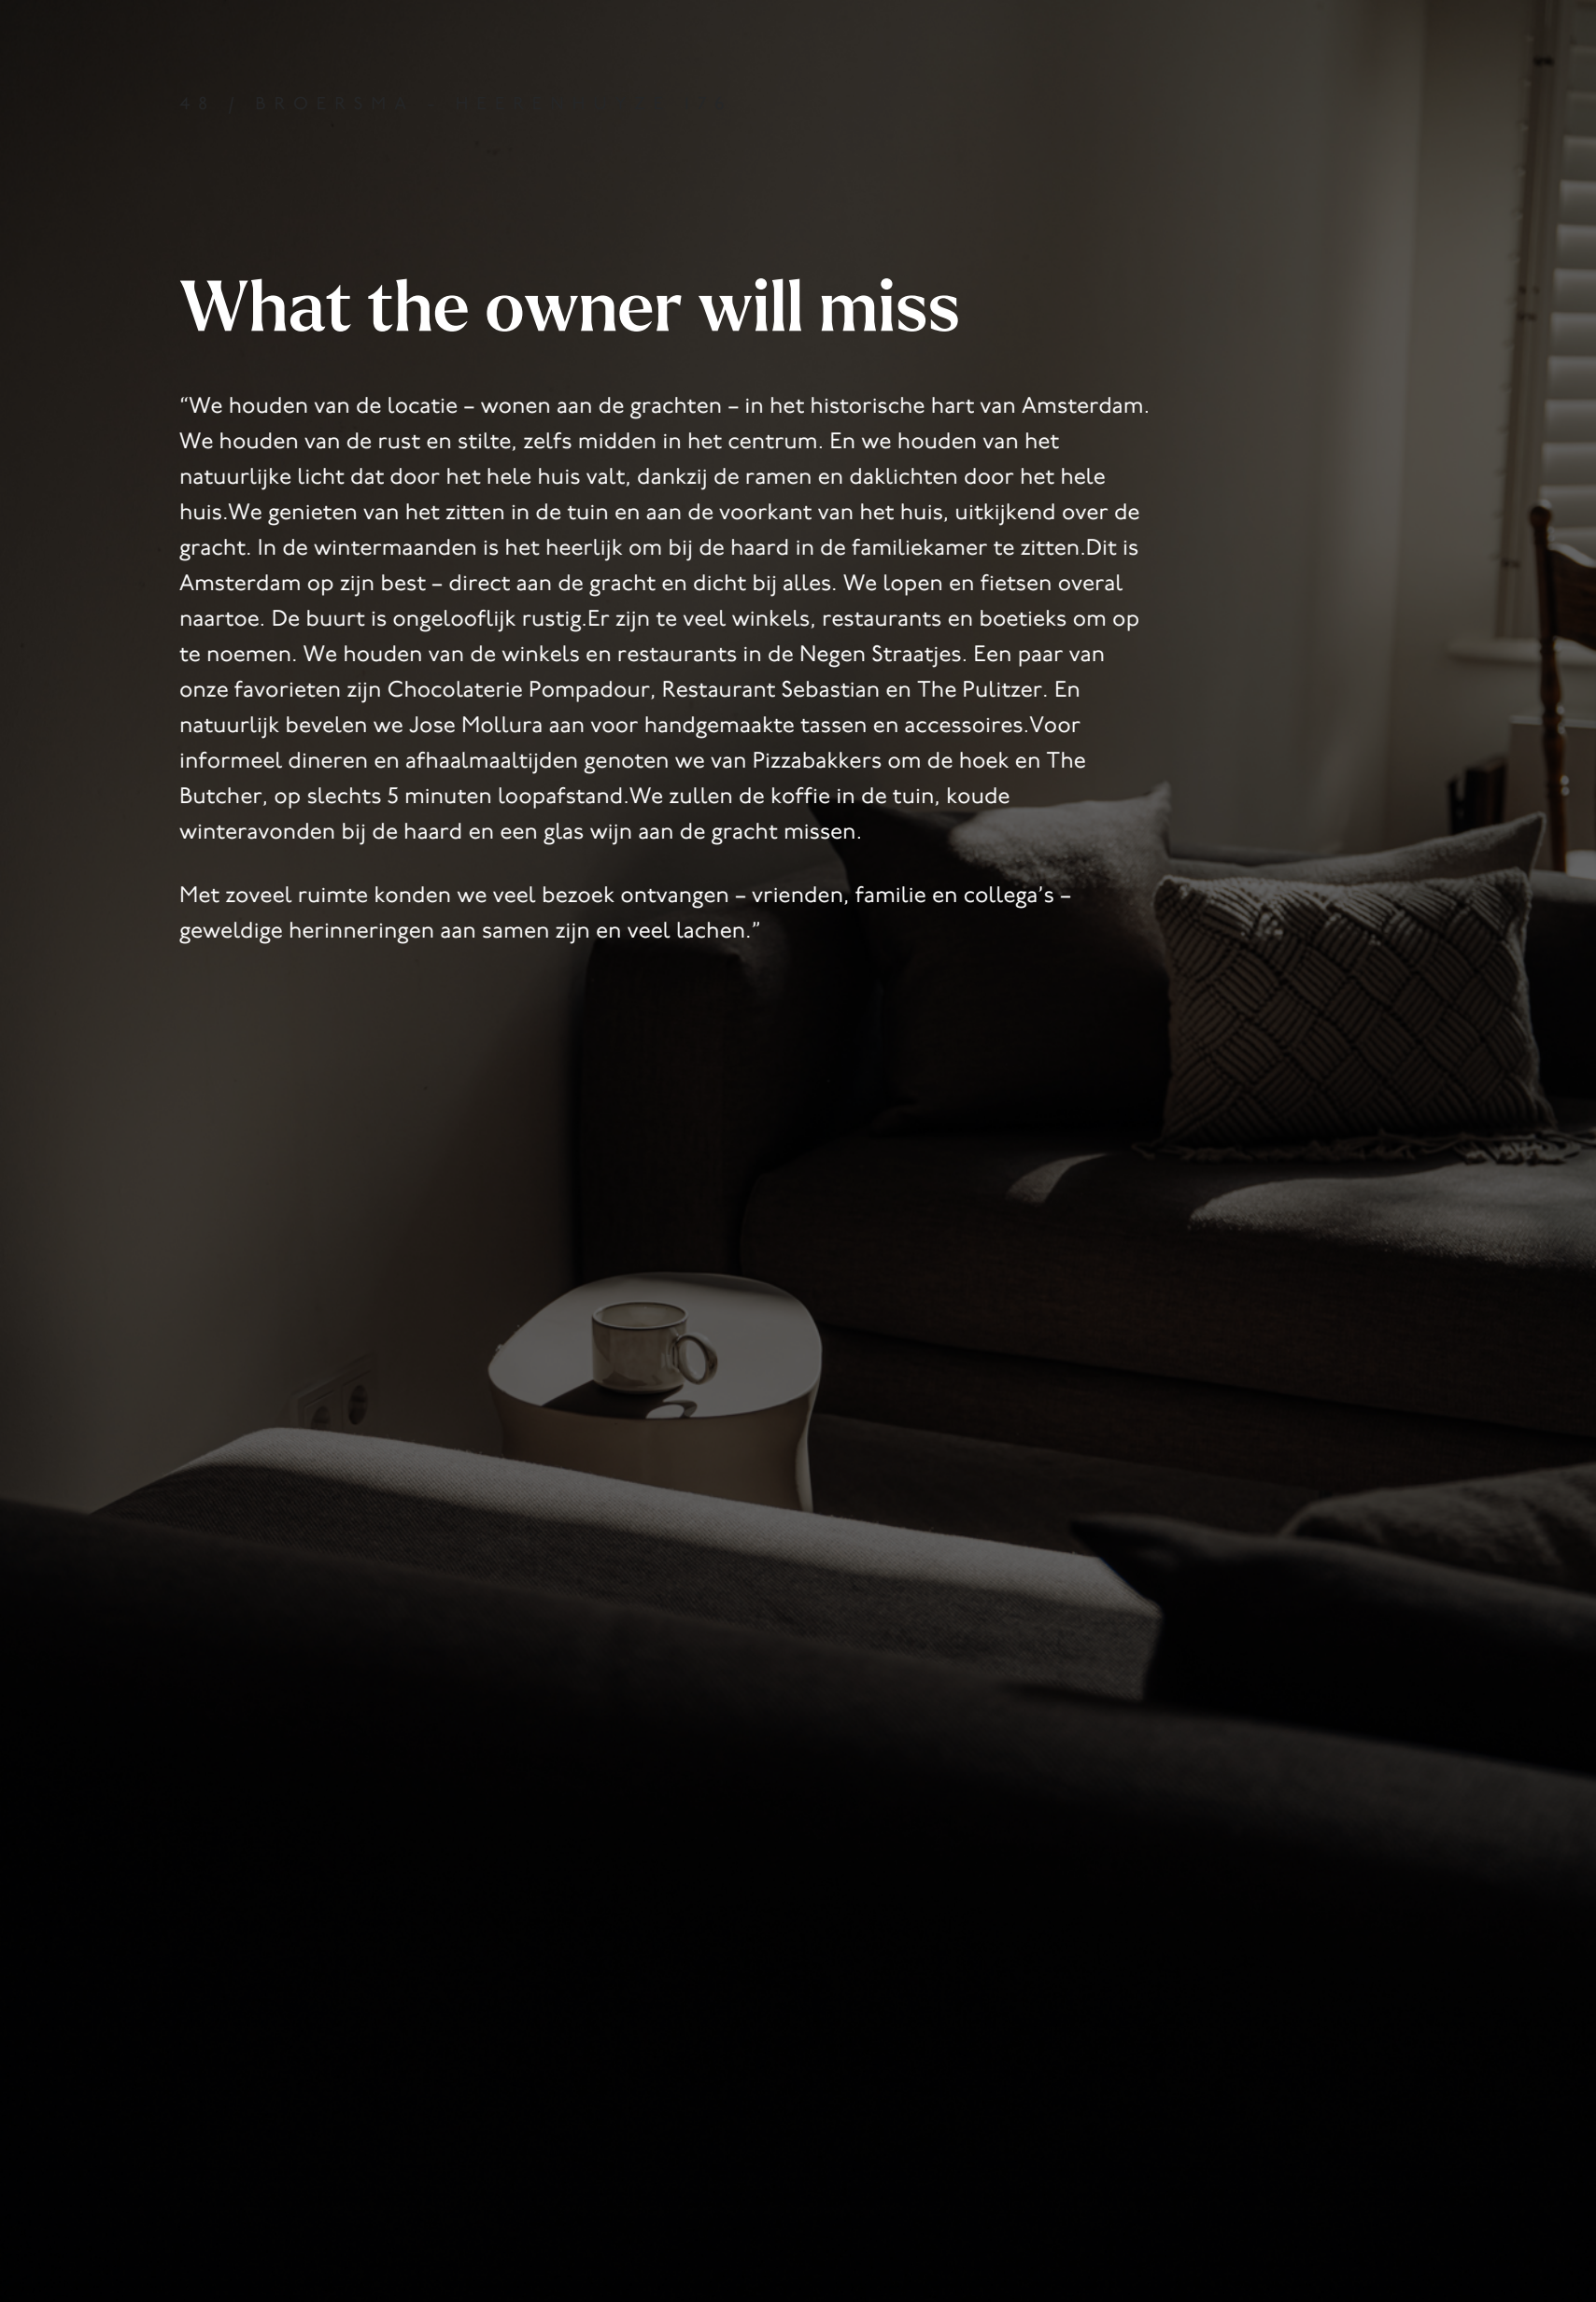 48 / BROERSMA
What the owner will miss
“We houden van de locatie – wonen aan de grachten – in het historische hart van Amsterdam.
We houden van de rust en stilte, zelfs midden in het centrum. En we houden van het
natuurlijke licht dat door het hele huis valt, dankzij de ramen en daklichten door het hele
huis.We genieten van het zitten in de tuin en aan de voorkant van het huis, uitkijkend over de
gracht. In de wintermaanden is het heerlijk om bij de haard in de familiekamer te zitten.Dit is
Amsterdam op zijn best – direct aan de gracht en dicht bij alles. We lopen en fietsen overal
naartoe. De buurt is ongelooflijk rustig.Er zijn te veel winkels, restaurants en boetieks om op
te noemen. We houden van de winkels en restaurants in de Negen Straatjes. Een paar van
onze favorieten zijn Chocolaterie Pompadour, Restaurant Sebastian en The Pulitzer. En
natuurlijk bevelen we Jose Mollura aan voor handgemaakte tassen en accessoires.Voor
informeel dineren en afhaalmaaltijden genoten we van Pizzabakkers om de hoek en The
Butcher, op slechts 5 minuten loopafstand.We zullen de koffie in de tuin, koude
winteravonden bij de haard en een glas wijn aan de gracht missen.
Met zoveel ruimte konden we veel bezoek ontvangen – vrienden, familie en collega’s –
geweldige herinneringen aan samen zijn en veel lachen.”